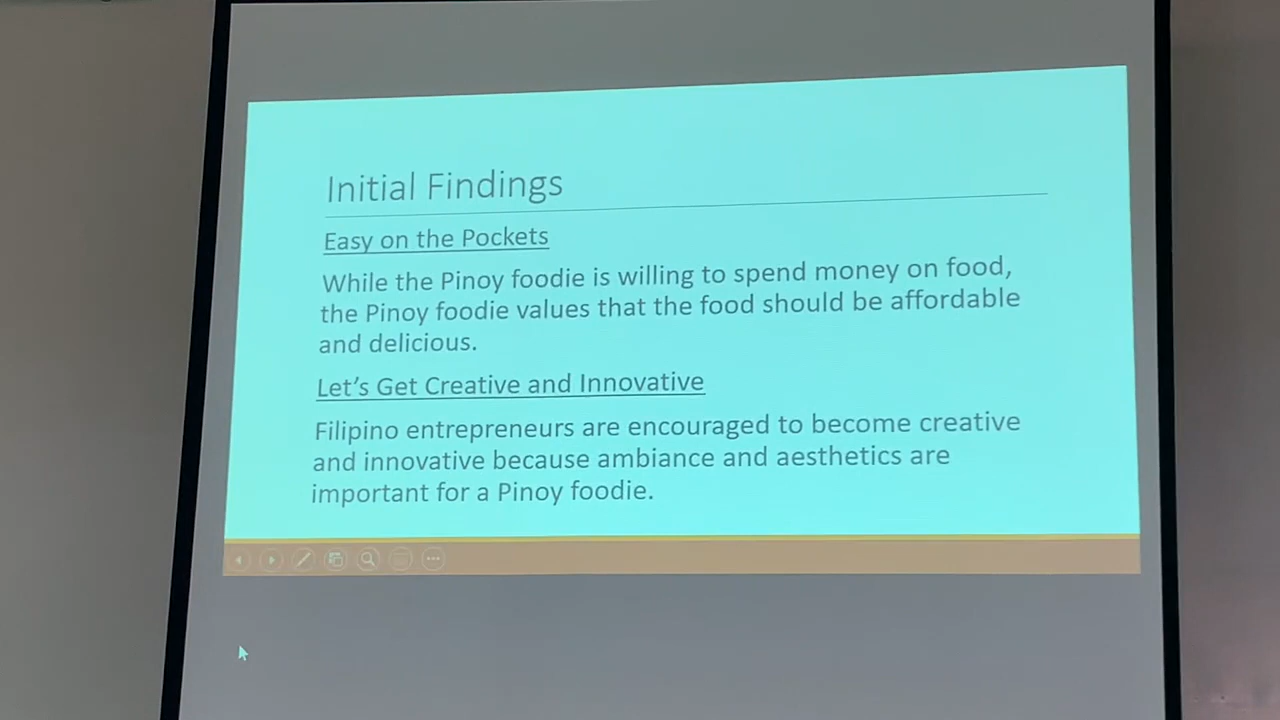 Initial Findings
Easy on the Pockets
While the Pinoy foodie is willing to spend money on food,
the Pinoy foodie values that the food should be affordable
and delicious.
Let's Get Creative and Innovative
Filipino entrepreneurs are encouraged to become creative
and innovative because ambiance and aesthetics are
important for a Pinoy foodie.